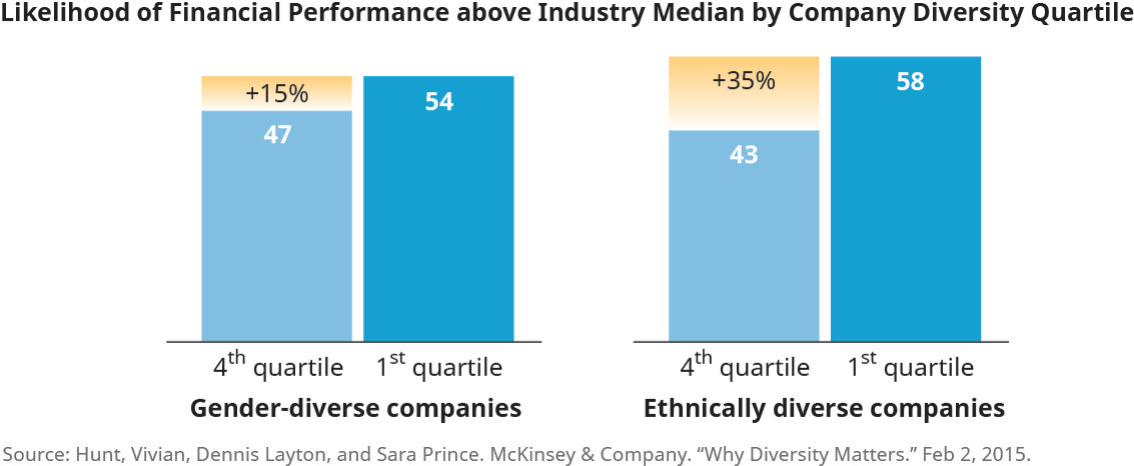 Likelihood of Financial Performance above Industry Median by Company Diversity Quartile
+15%
47
54
+35%
43
58
4th quartile
1st quartile
4th quartile
1st quartile
Gender-diverse companies
Ethnically diverse companies
Source: Hunt, Vivian, Dennis Layton, and Sara Prince. McKinsey & Company. “Why Diversity Matters.” Feb 2, 2015.